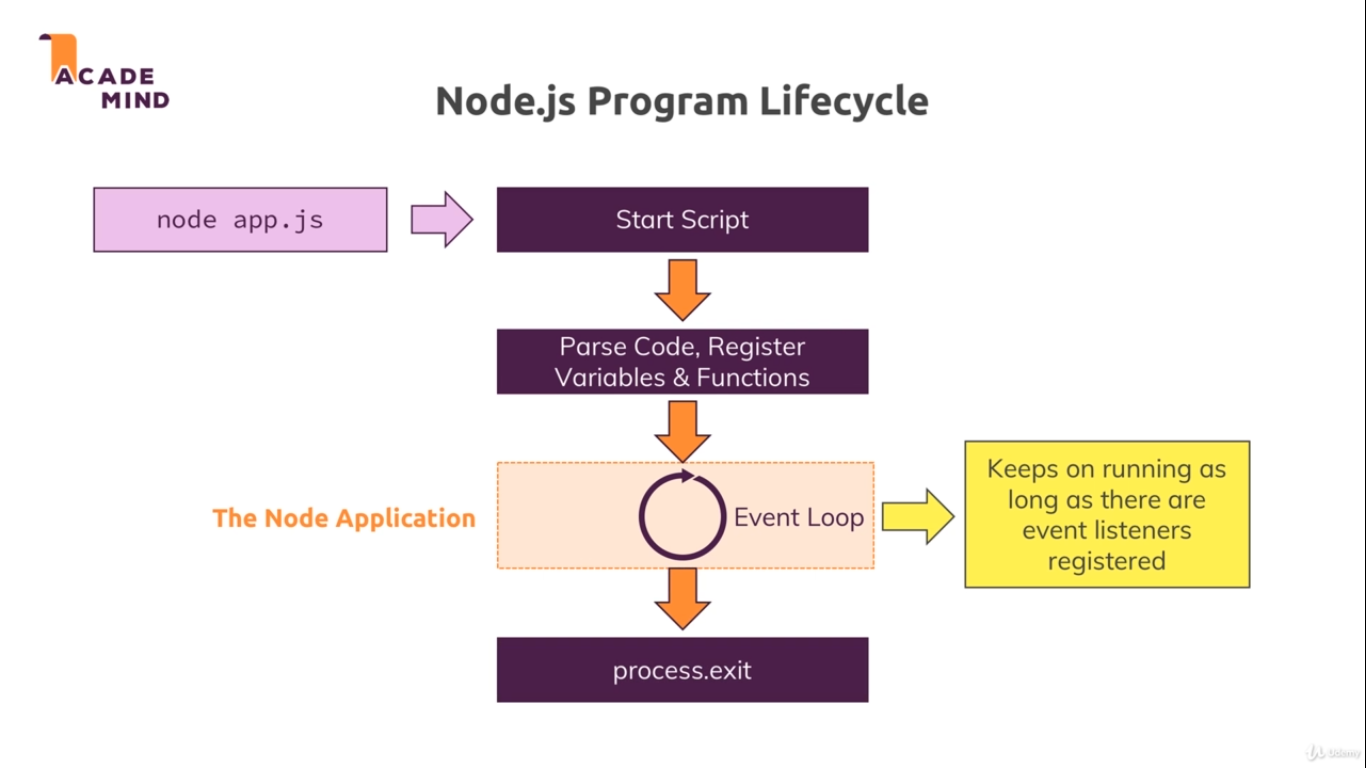 ACADE
MIND
Node.js Program Lifecycle
node app.js
Start Script
Parse Code, Register
Variables & Functions
The Node Application
Event Loop
Keeps on running as
long as there are
event listeners
registered
process.exit
Udemy